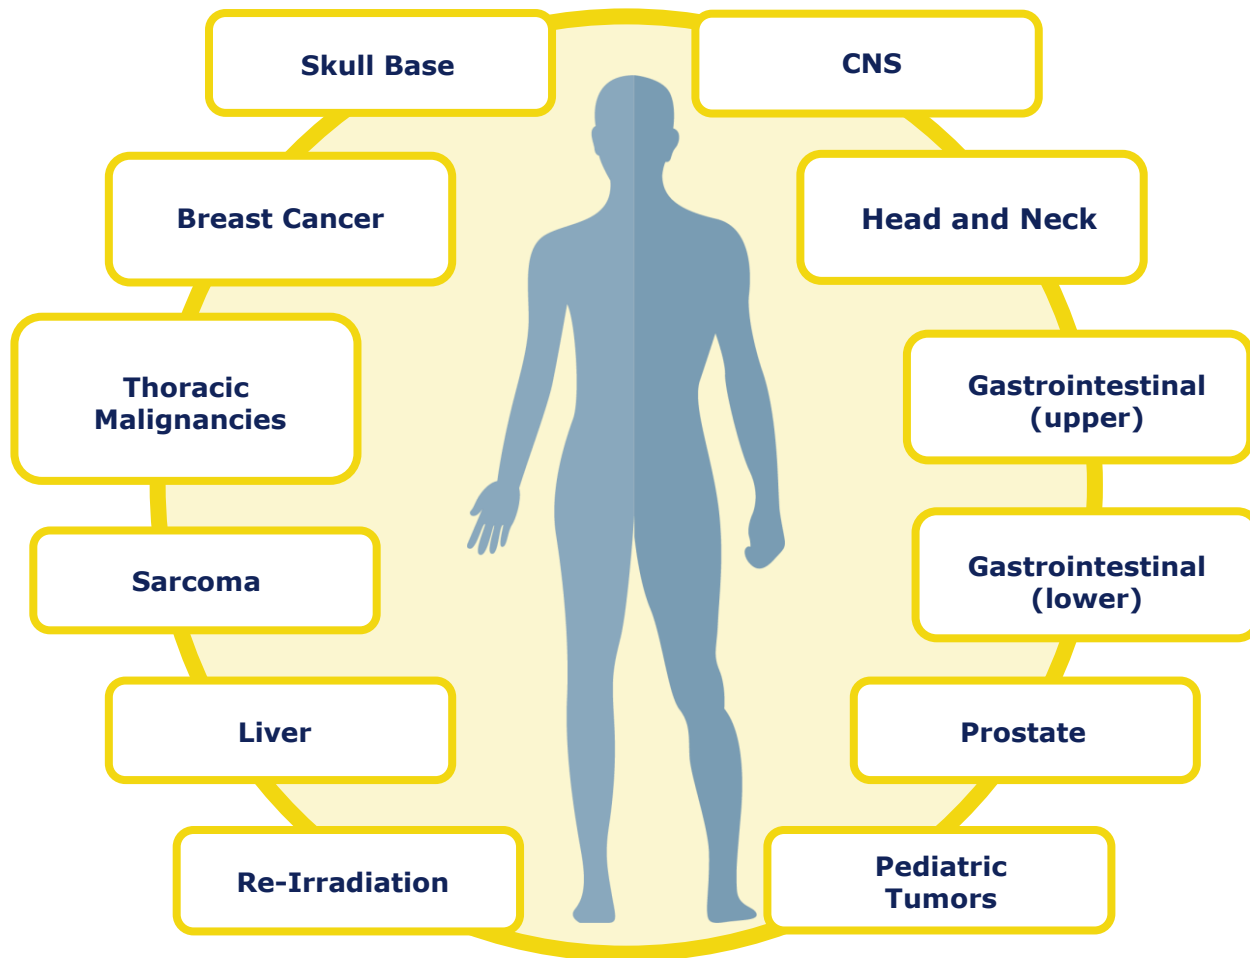 Skull Base
CNS
Breast Cancer
Head and Neck
Thoracic
Malignancies
Gastrointestinal
(upper)
Sarcoma
Gastrointestinal
(lower)
Liver
Prostate
Re-Irradiation
Pediatric
Tumors